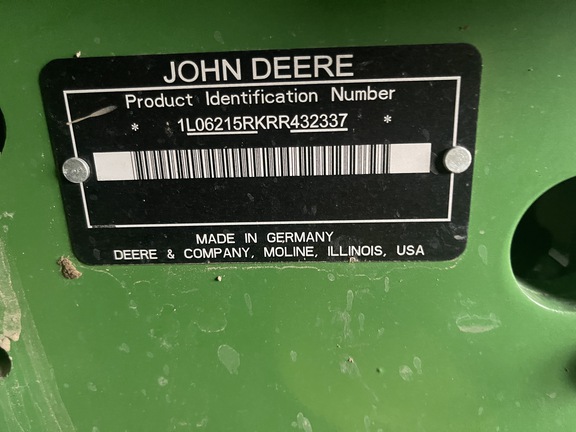 JOHN DEERE
Product Identification Number
* 1L06215RKRR432337 *
MADE IN GERMANY
DEERE & COMPANY, MOLINE, ILLINOIS, USA